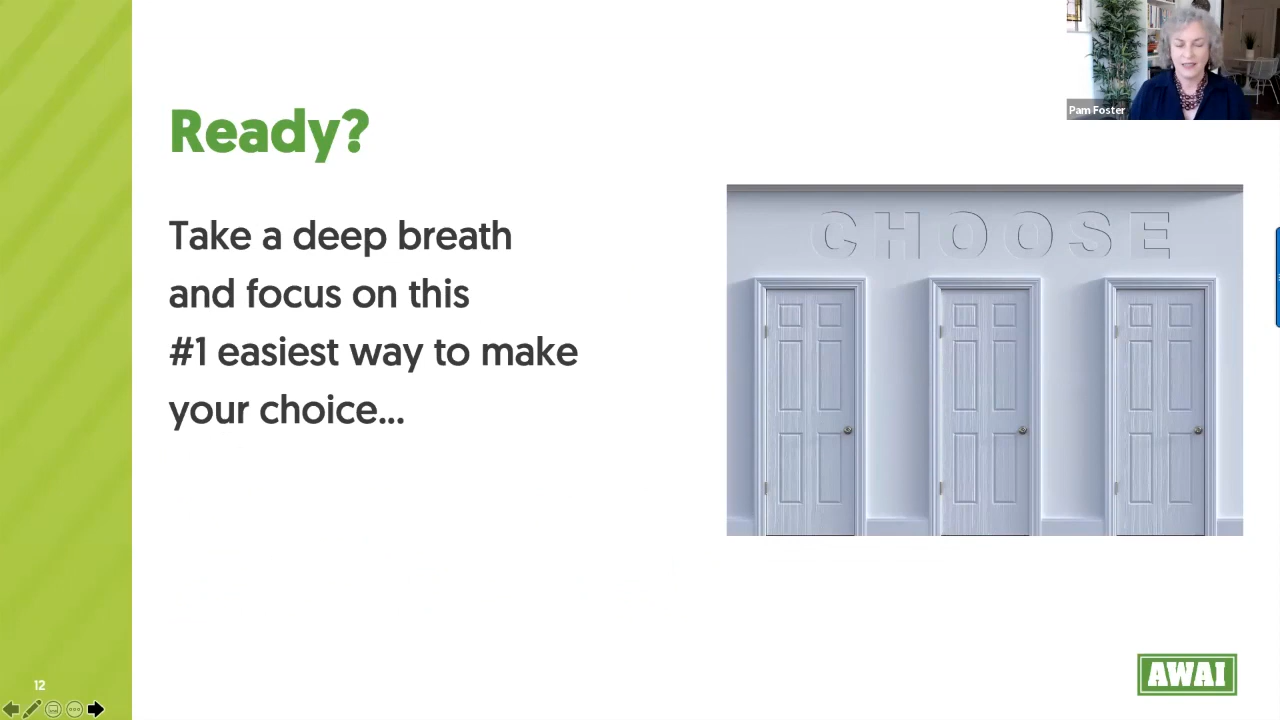 Pam Foster
Ready?
Take a deep breath
and focus on this
#1 easiest way to make
your choice...
CHOOSE
12
AWAI